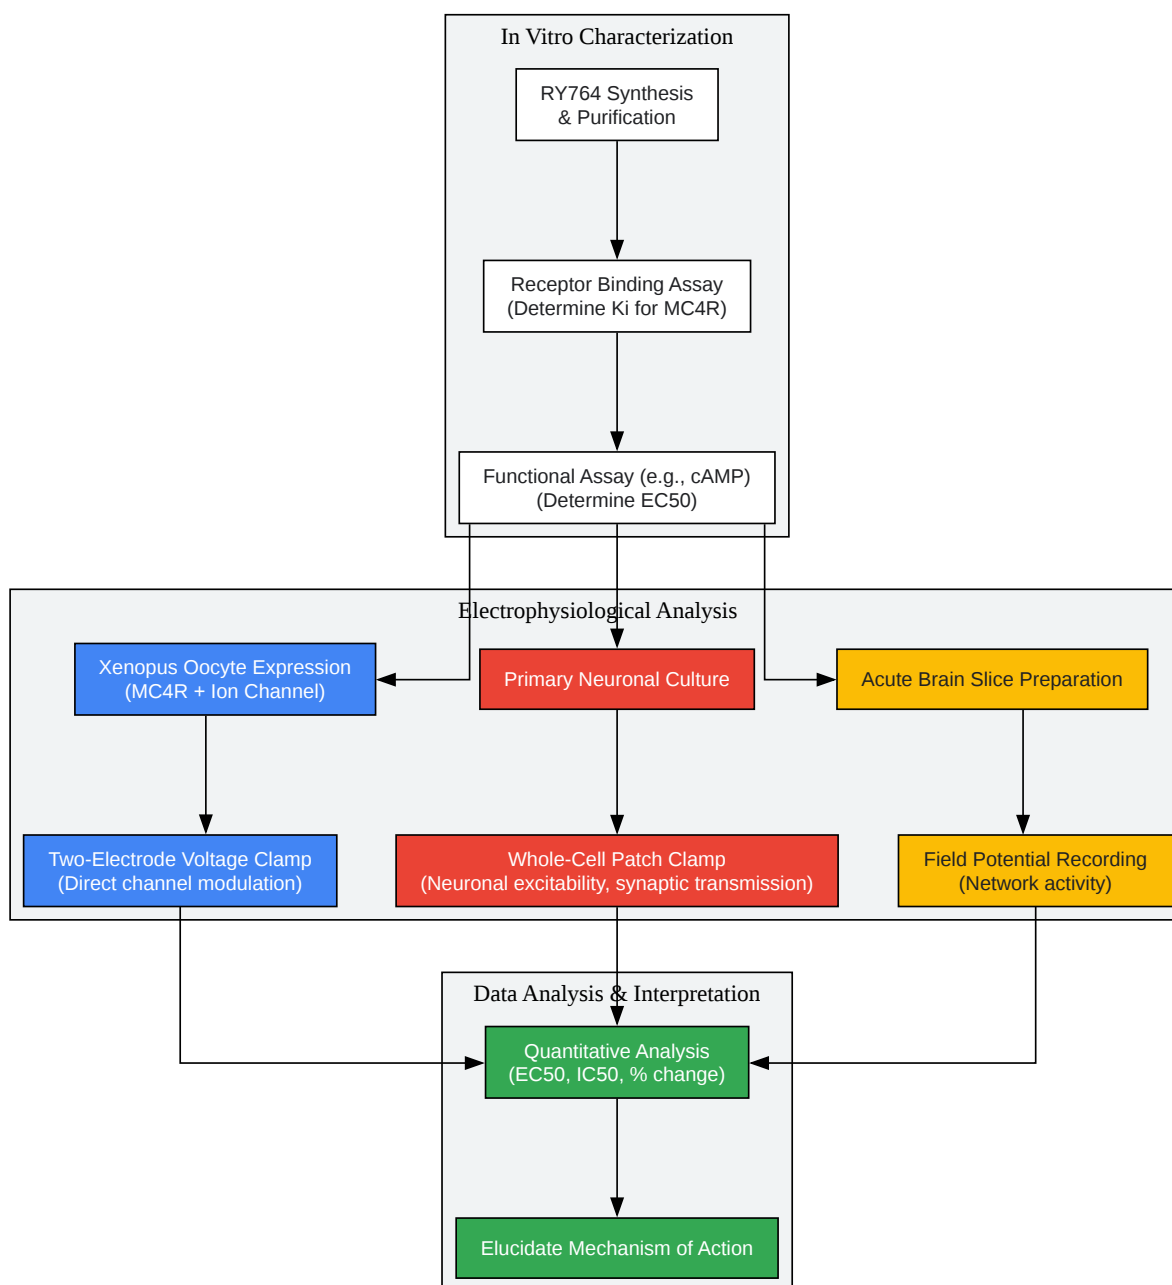 In Vitro Characterization
RY764 Synthesis
& Purification
Receptor Binding Assay
(Determine Ki for MC4R)
Functional Assay (e.g., cAMP)
(Determine EC50)
Electrophysiological Analysis
Xenopus Oocyte Expression
(MC4R + Ion Channel)
Primary Neuronal Culture
Acute Brain Slice Preparation
Two-Electrode Voltage Clamp
(Direct channel modulation)
Whole-Cell Patch Clamp
(Neuronal excitability, synaptic transmission)
Field Potential Recording
(Network activity)
Data Analysis & Interpretation
Quantitative Analysis
(EC50, IC50, % change)
Elucidate Mechanism of Action